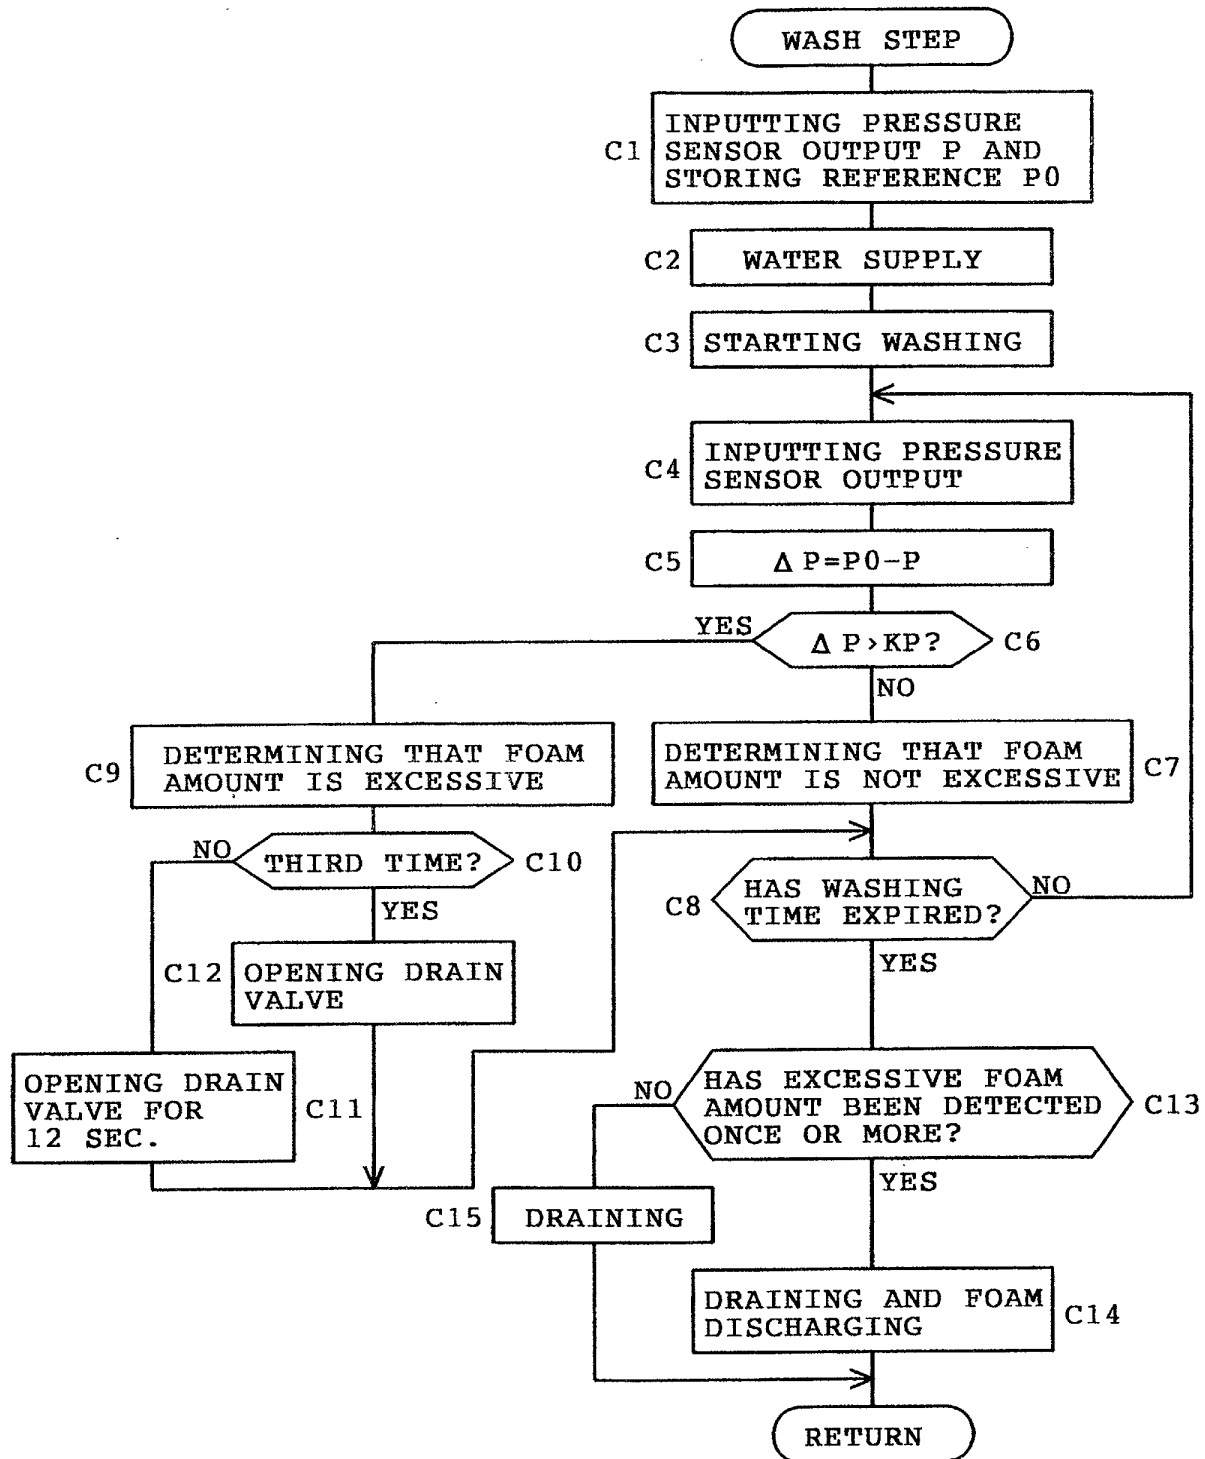 WASH STEP
C1
INPUTTING PRESSURE
SENSOR OUTPUT P AND
STORING REFERENCE P0
C2
WATER SUPPLY
C3
STARTING WASHING
C4
INPUTTING PRESSURE
SENSOR OUTPUT
C5
Δ P=P0-P
YES
Δ P>KP?
C6
NO
C9
DETERMINING THAT FOAM
AMOUNT IS EXCESSIVE
DETERMINING THAT FOAM
AMOUNT IS NOT EXCESSIVE
C7
NO
THIRD TIME?
C10
YES
C8
HAS WASHING
TIME EXPIRED?
NO
YES
C12
OPENING DRAIN
VALVE
OPENING DRAIN
VALVE FOR
12 SEC.
C11
NO
HAS EXCESSIVE FOAM
AMOUNT BEEN DETECTED
ONCE OR MORE?
C13
YES
C15
DRAINING
DRAINING AND FOAM
DISCHARGING
C14
RETURN